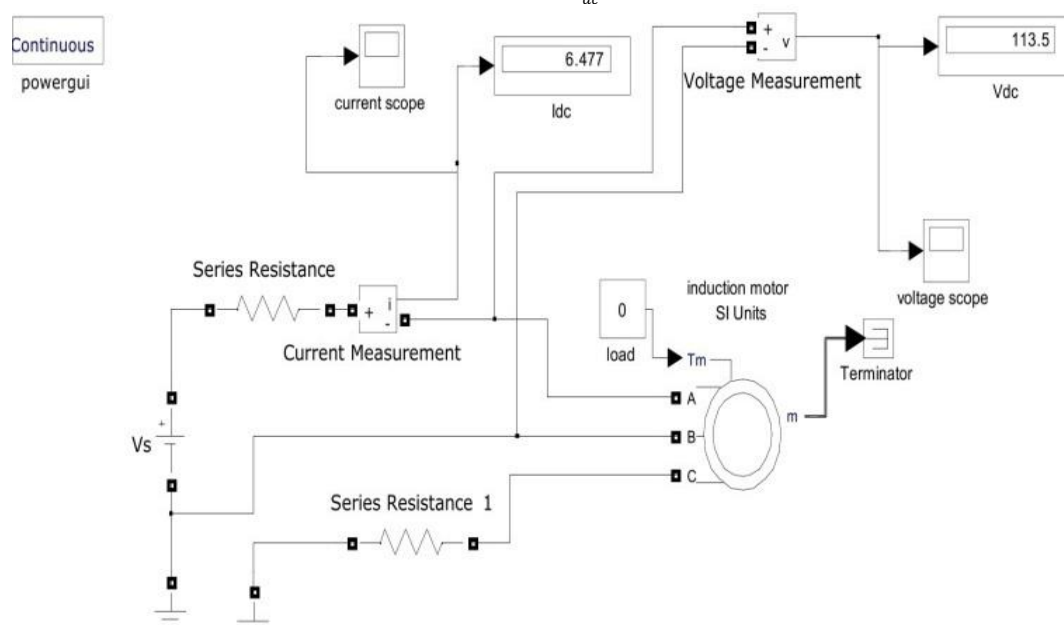 dc
Continuous
powergui
current scope
6.477
Idc
+
-
v
Voltage Measurement
113.5
Vdc
Series Resistance
+
i
-
Current Measurement
0
load
induction motor
SI Units
voltage scope
Tm
A
B
C
m
Terminator
+
Vs
Series Resistance 1